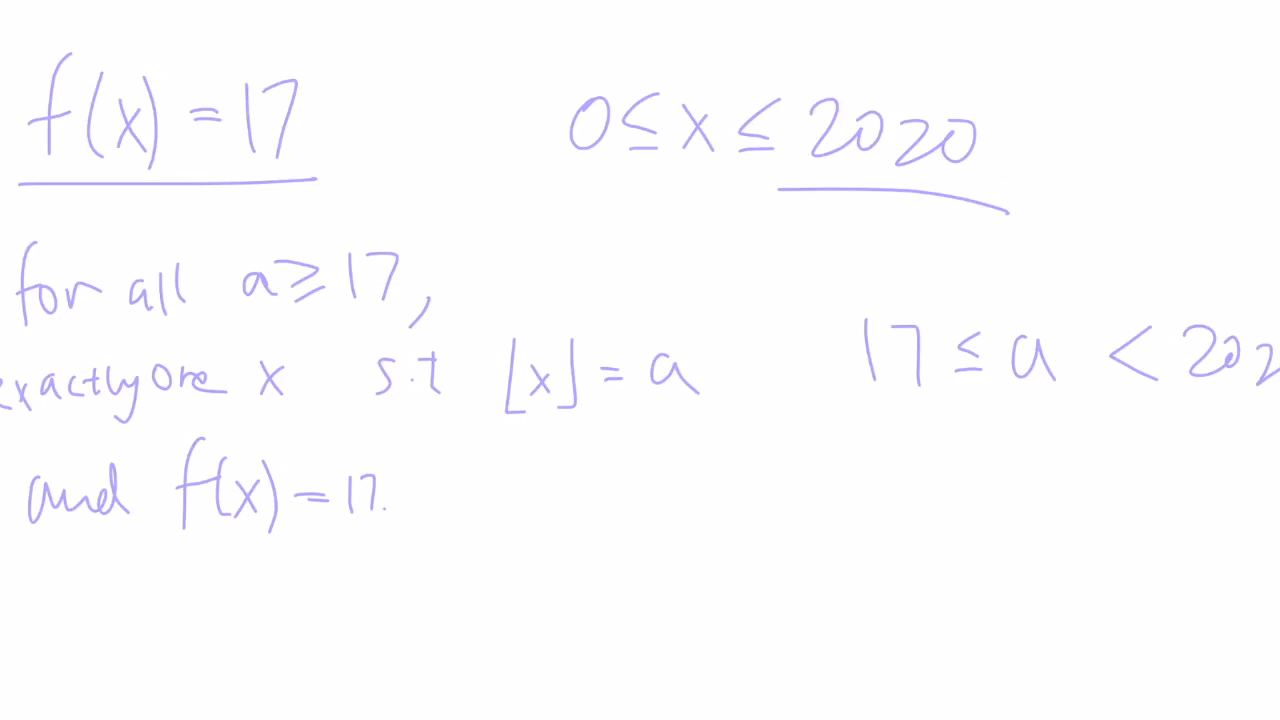 f(x) = 17
0 ≤ x ≤ 2020
for all a ≥ 17,
exactly one x s.t ⌊x⌋ = a
17 ≤ a < 202
and f(x) = 17.